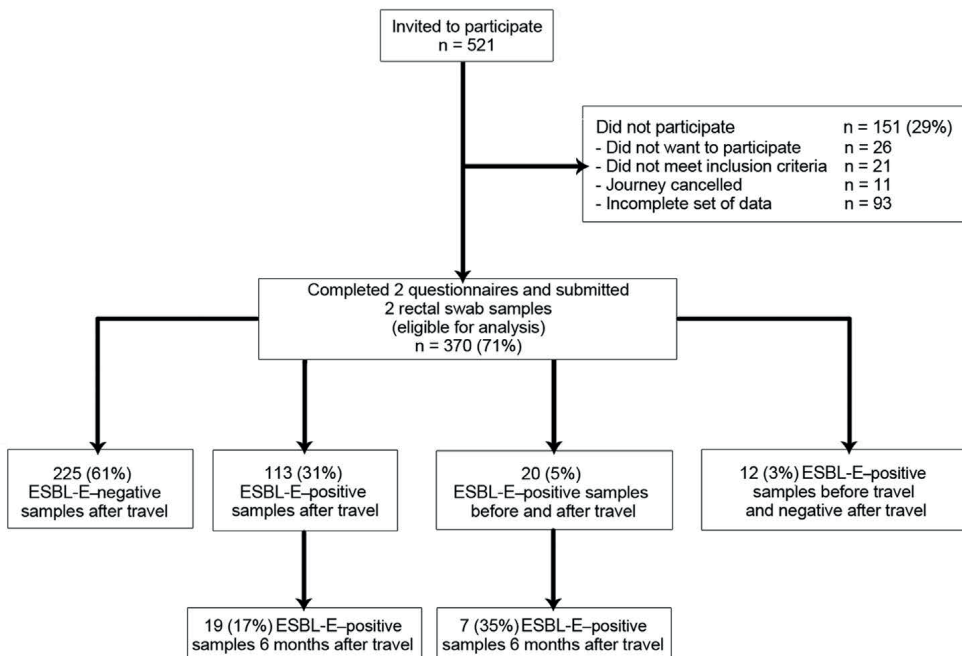 Invited to participate
n = 521
Did not participate n = 151 (29%)
- Did not want to participate n = 26
- Did not meet inclusion criteria n = 21
- Journey cancelled n = 11
- Incomplete set of data n = 93
Completed 2 questionnaires and submitted
2 rectal swab samples
(eligible for analysis)
n = 370 (71%)
225 (61%)
ESBL-E–negative
samples after travel
113 (31%)
ESBL-E–positive
samples after travel
20 (5%)
ESBL-E–positive samples
before and after travel
12 (3%) ESBL-E–positive
samples before travel
and negative after travel
19 (17%) ESBL-E–positive
samples 6 months after travel
7 (35%) ESBL-E–positive
samples 6 months after travel